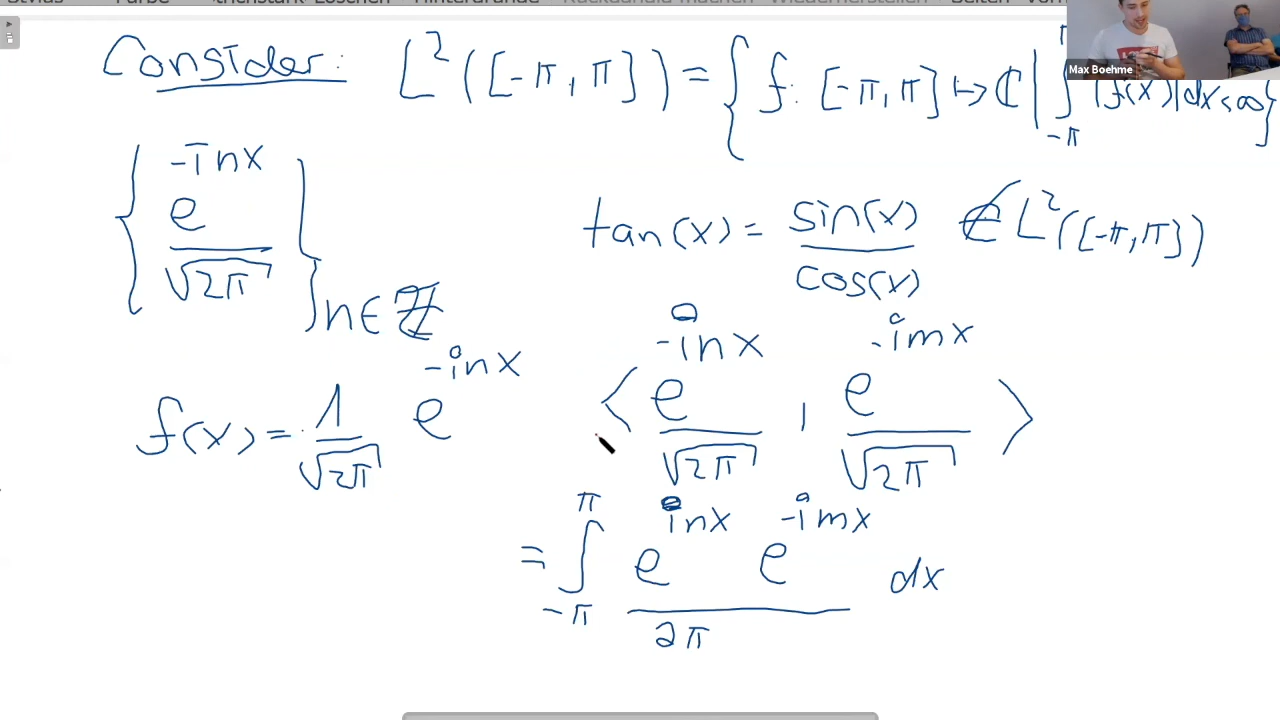 Consider: L²([-π, π]) = { f: [-π, π] ↦ ℂ | ∫_{-π}^{π} |f(x)| dx < ∞ }
Max Boehme
{ e^{-inx} / √2π }_{n∈ℤ}
tan(x) = sin(x) / cos(x) ∉ L²([-π, π])
f(x) = 1/√2π e^{-inx}
⟨ e^{-inx} / √2π , e^{-imx} / √2π ⟩
= ∫_{-π}^{π} e^{inx} e^{-imx} / 2π dx